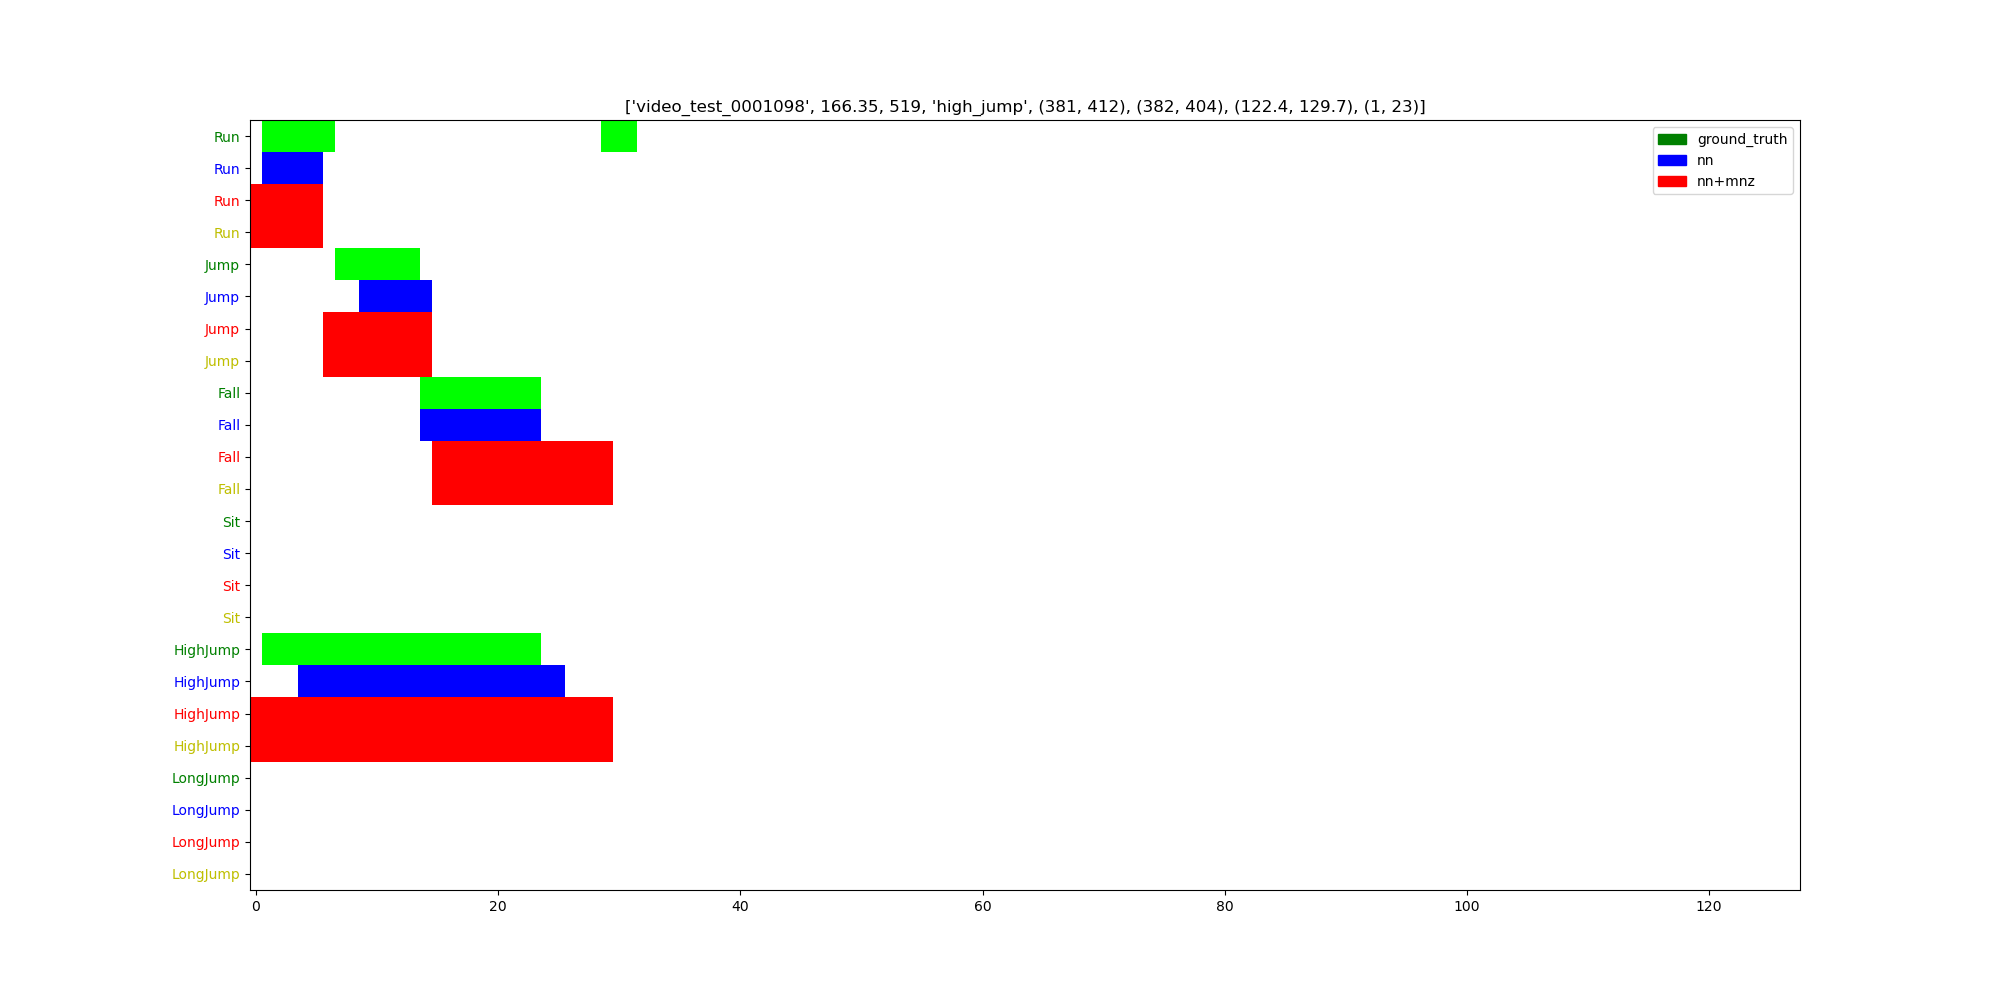 ['video_test_0001098', 166.35, 519, 'high_jump', (381, 412), (382, 404), (122.4, 129.7), (1, 23)]
ground_truth
nn
nn+mnz
Run
Run
Run
Run
Jump
Jump
Jump
Jump
Fall
Fall
Fall
Fall
Sit
Sit
Sit
Sit
HighJump
HighJump
HighJump
HighJump
LongJump
LongJump
LongJump
LongJump
0 20 40 60 80 100 120